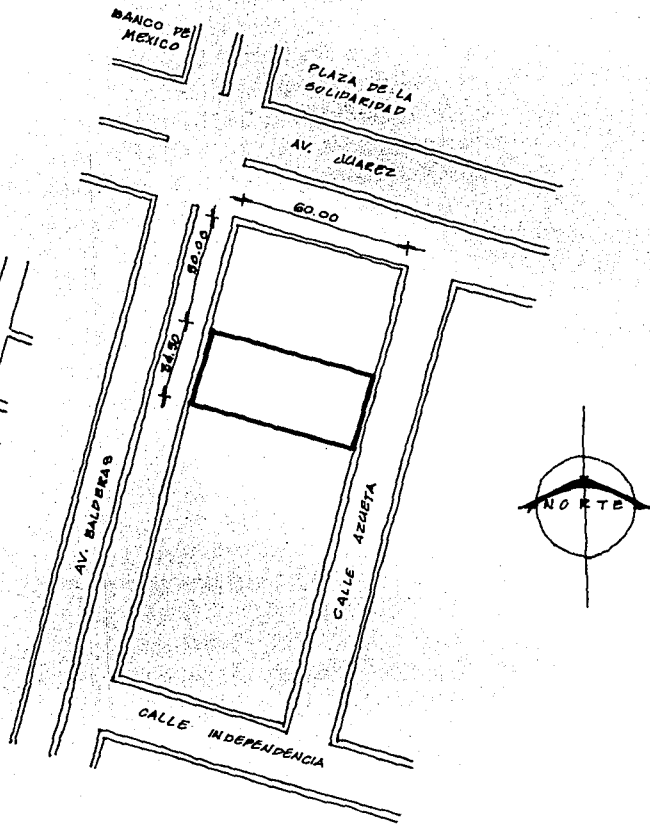 BANCO DE
MEXICO
PLAZA DE LA
SOLIDARIDAD
AV. JUAREZ
60.00
AV. BALDERAS
CALLE AZUETA
NORTE
CALLE INDEPENDENCIA